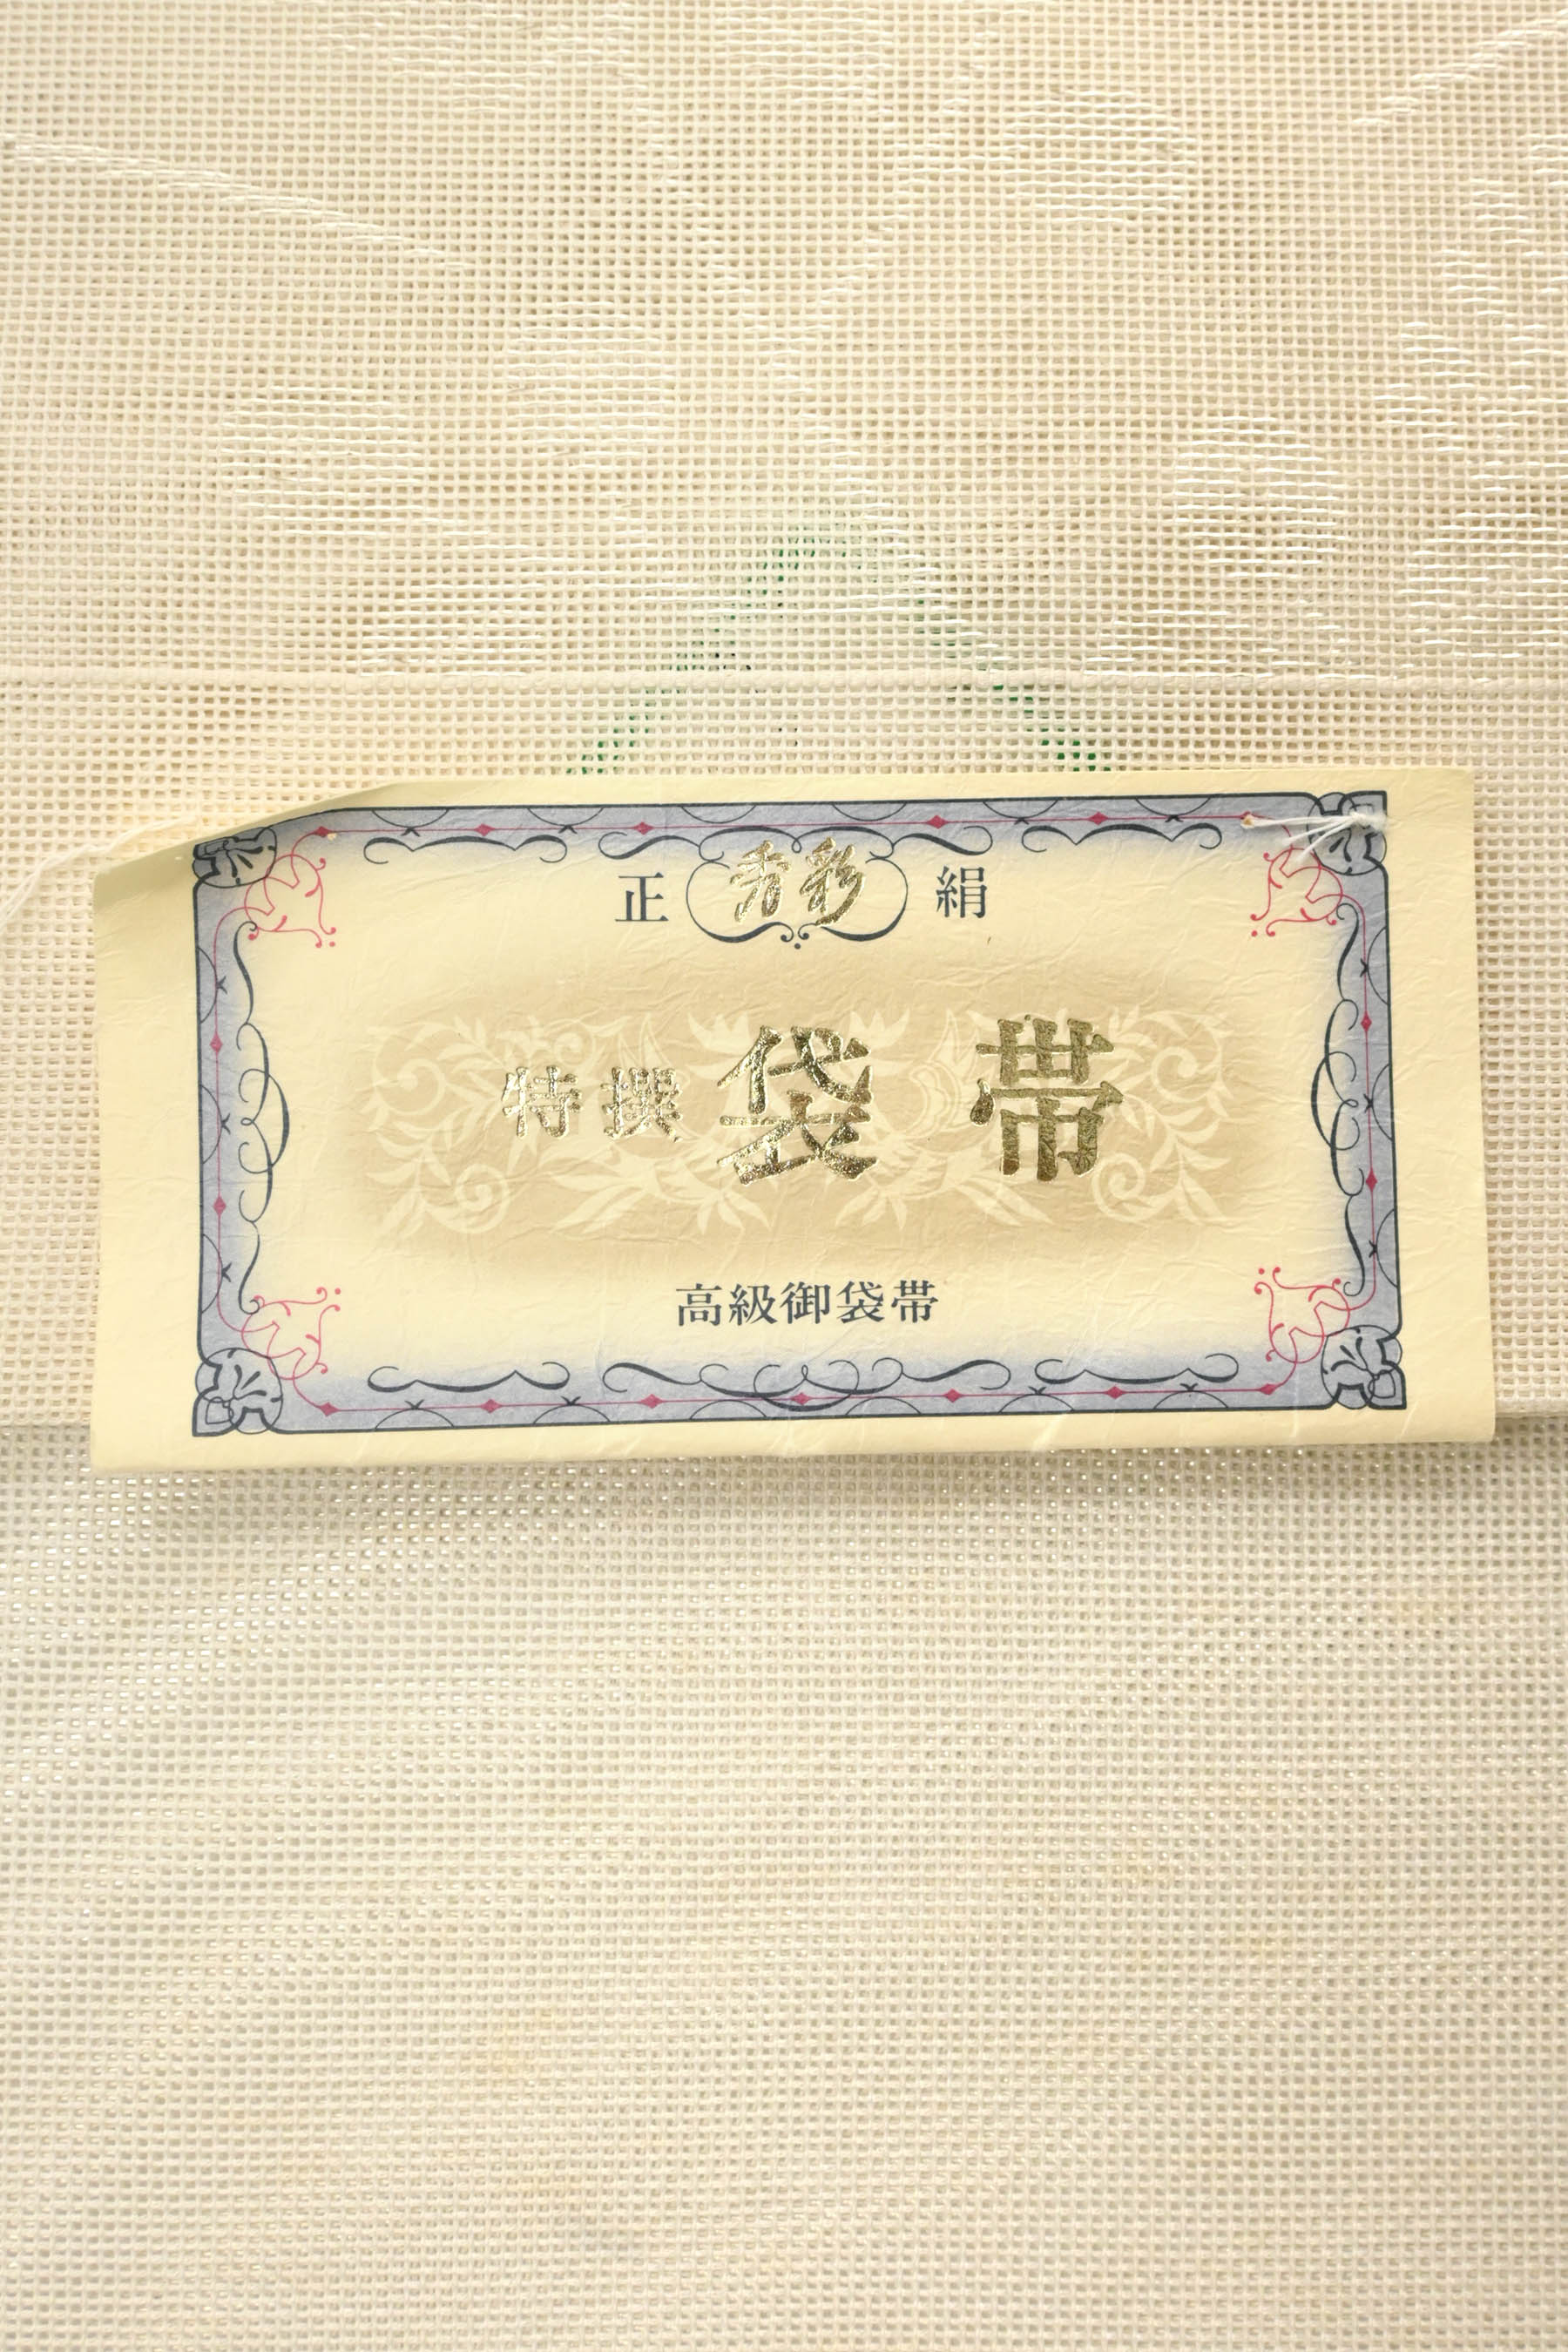 正 秀彩 絹
特撰 袋帯
高級御袋帯